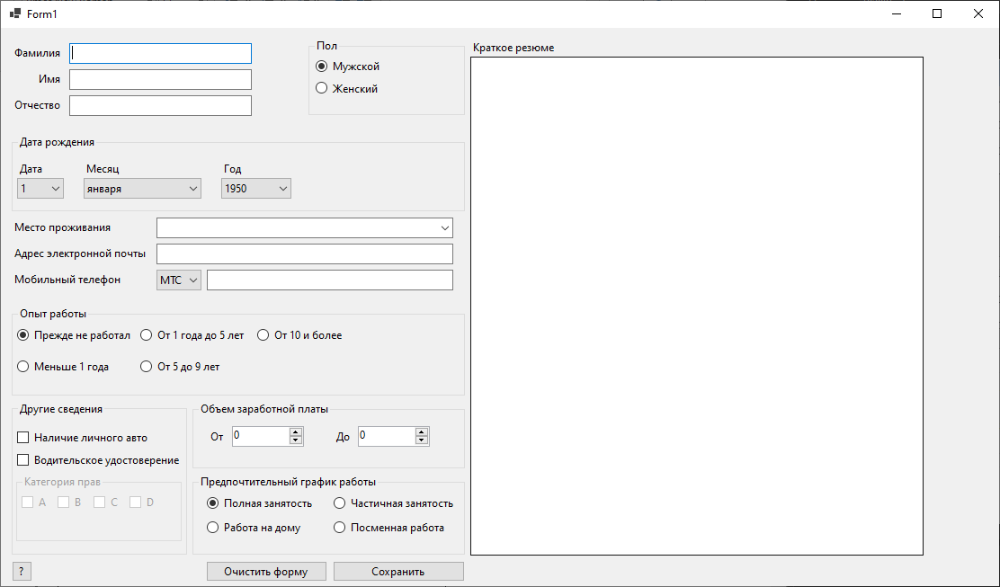 Form1
Фамилия
Имя
Отчество
Пол
Мужской
Женский
Краткое резюме
Дата рождения
Дата Месяц Год
1 января 1950
Место проживания
Адрес электронной почты
Мобильный телефон МТС
Опыт работы
Прежде не работал От 1 года до 5 лет От 10 и более
Меньше 1 года От 5 до 9 лет
Другие сведения
Наличие личного авто
Водительское удостоверение
Категория прав
A B C D
Объем заработной платы
От 0 До 0
Предпочтительный график работы
Полная занятость Частичная занятость
Работа на дому Посменная работа
? Очистить форму Сохранить